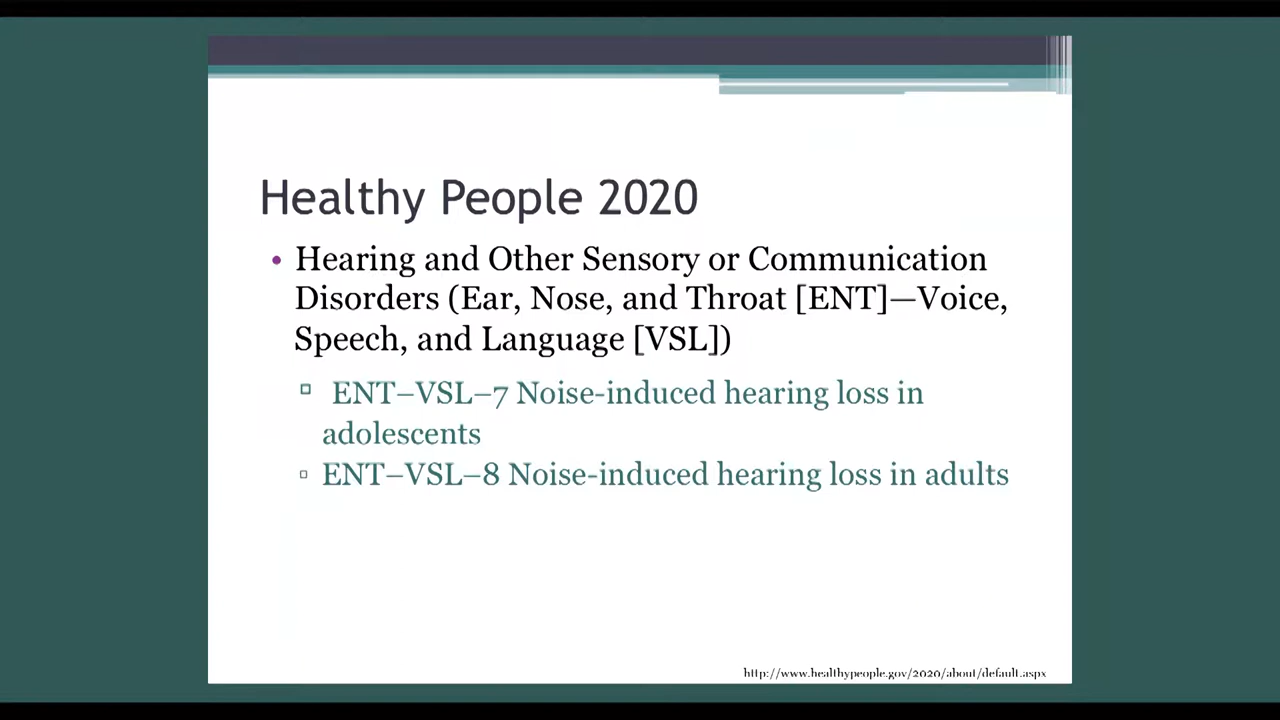 Healthy People 2020
• Hearing and Other Sensory or Communication
Disorders (Ear, Nose, and Throat [ENT]—Voice,
Speech, and Language [VSL])
▫ ENT–VSL–7 Noise-induced hearing loss in
adolescents
▫ ENT–VSL–8 Noise-induced hearing loss in adults
http://www.healthypeople.gov/2020/about/default.aspx